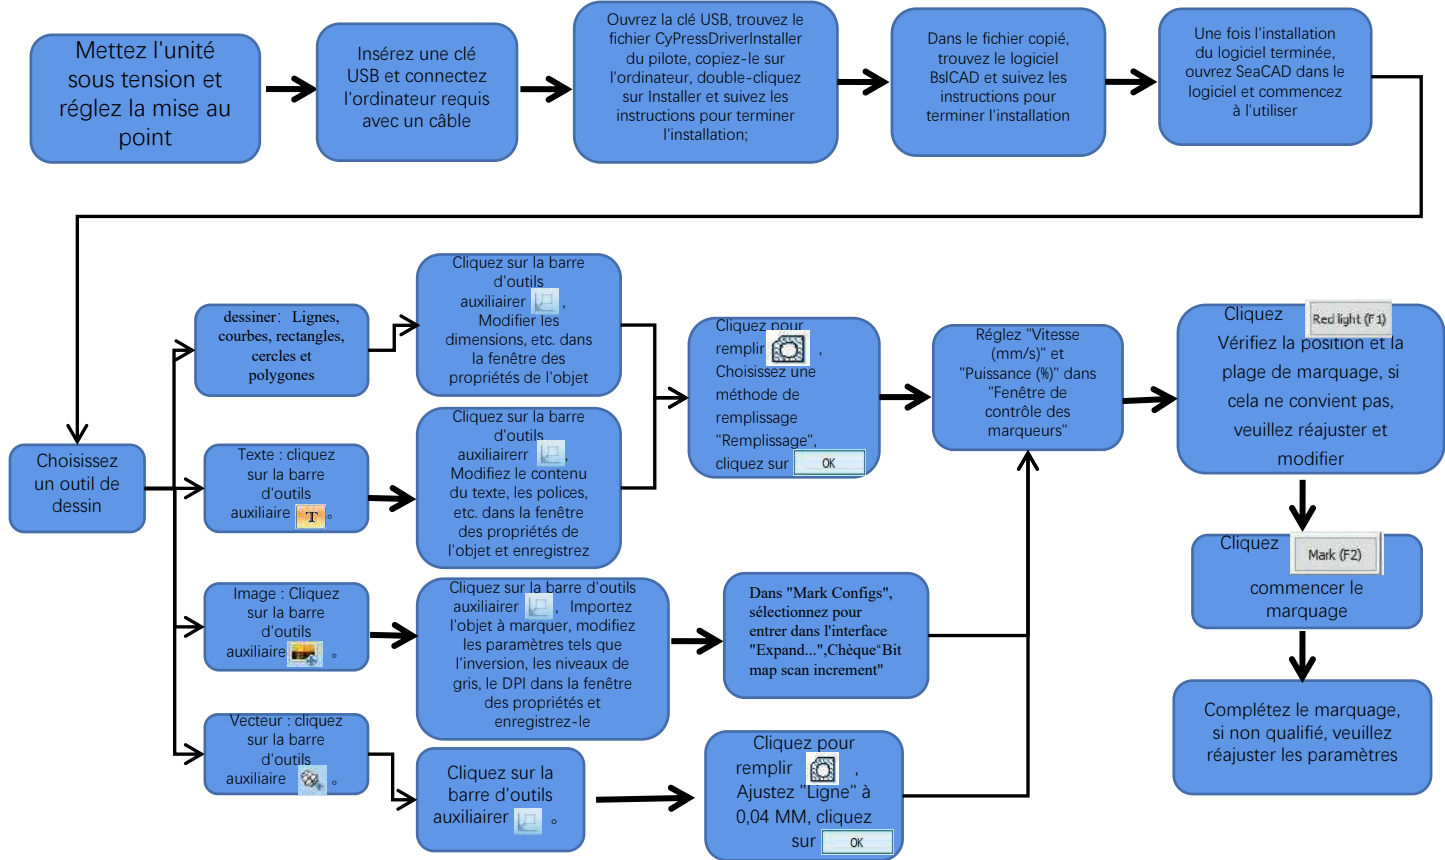 Mettez l'unité
sous tension et
réglez la mise au
point
Insérez une clé
USB et connectez
l'ordinateur requis
avec un câble
Ouvrez la clé USB, trouvez le
fichier CyPressDriverInstaller
du pilote, copiez-le sur
l'ordinateur, double-cliquez
sur Installer et suivez les
instructions pour terminer
l'installation;
Dans le fichier copié,
trouvez le logiciel
BslCAD et suivez les
instructions pour
terminer l'installation
Une fois l'installation
du logiciel terminée,
ouvrez SeaCAD dans le
logiciel et commencez
à l'utiliser
Choisissez
un outil de
dessin
dessiner: Lignes,
courbes, rectangles,
cercles et
polygones
Cliquez sur la barre
d'outils
auxiliairer ,
Modifier les
dimensions, etc. dans
la fenêtre des
propriétés de l'objet
Texte : cliquez
sur la barre
d'outils
auxiliaire T 。
Cliquez sur la barre
d'outils
auxiliairerr ,
Modifiez le contenu
du texte, les polices,
etc. dans la fenêtre
des propriétés de
l'objet et enregistrez
Cliquez pour
remplir ,
Choisissez une
méthode de
remplissage
"Remplissage",
cliquez sur OK
Image : Cliquez
sur la barre
d'outils
auxiliaire 。
Cliquez sur la barre d'outils
auxiliairer , Importez
l'objet à marquer, modifiez
les paramètres tels que
l'inversion, les niveaux de
gris, le DPI dans la fenêtre
des propriétés et
enregistrez-le
Dans "Mark Configs",
sélectionnez pour
entrer dans l'interface
"Expand...",Chèque“Bit
map scan increment"
Vecteur : cliquez
sur la barre
d'outils
auxiliaire 。
Cliquez sur la
barre d'outils
auxiliairer 。
Cliquez pour
remplir ,
Ajustez "Ligne" à
0,04 MM, cliquez
sur OK
Réglez "Vitesse
(mm/s)" et
"Puissance (%)" dans
"Fenêtre de
contrôle des
marqueurs"
Cliquez Red light (F1)
Vérifiez la position et la
plage de marquage, si
cela ne convient pas,
veuillez réajuster et
modifier
Cliquez Mark (F2)
commencer le
marquage
Complétez le marquage,
si non qualifié, veuillez
réajuster les paramètres